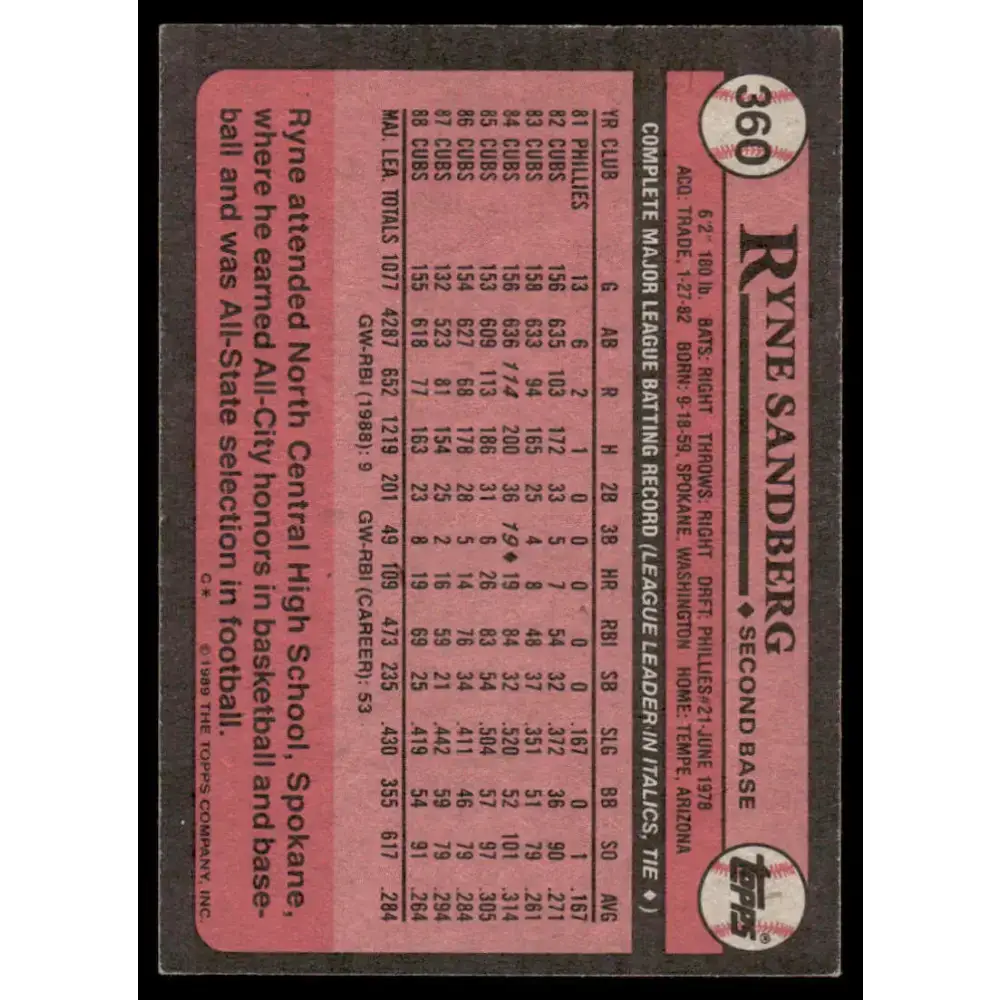 360
RYNE SANDBERG
♦ SECOND BASE
TOPPS®
6'2" 180 lb. BATS: RIGHT THROWS: RIGHT DRFT: PHILLIES #21-JUNE 1978
ACQ: TRADE, 1-27-82 BORN: 9-18-59, SPOKANE, WASHINGTON HOME: TEMPE, ARIZONA
COMPLETE MAJOR LEAGUE BATTING RECORD (LEAGUE LEADER IN ITALICS, TIE ♦)
YR CLUB G AB R H 2B 3B HR RBI SB SLG BB SO AVG
81 PHILLIES 13 6 2 1 0 0 0 0 0 .167 0 1 .167
82 CUBS 156 635 103 172 33 5 7 54 32 .372 36 90 .271
83 CUBS 158 633 94 165 25 4 8 48 37 .351 51 79 .261
84 CUBS 156 636 114 200 36 19♦ 19 84 32 .520 52 101 .314
85 CUBS 153 609 113 186 31 6 26 83 54 .504 57 97 .305
86 CUBS 154 627 68 178 28 5 14 76 34 .411 46 79 .284
87 CUBS 132 523 81 154 25 2 16 59 21 .442 59 79 .294
88 CUBS 155 618 77 163 23 8 19 69 25 .419 54 91 .264
MAJ. LEA. TOTALS 1077 4287 652 1219 201 49 109 473 235 .430 355 617 .284
GW-RBI (1988): 9 GW-RBI (CAREER): 53
Ryne attended North Central High School, Spokane,
where he earned All-City honors in basketball and base-
ball and was All-State selection in football.
C* © 1989 THE TOPPS COMPANY, INC.